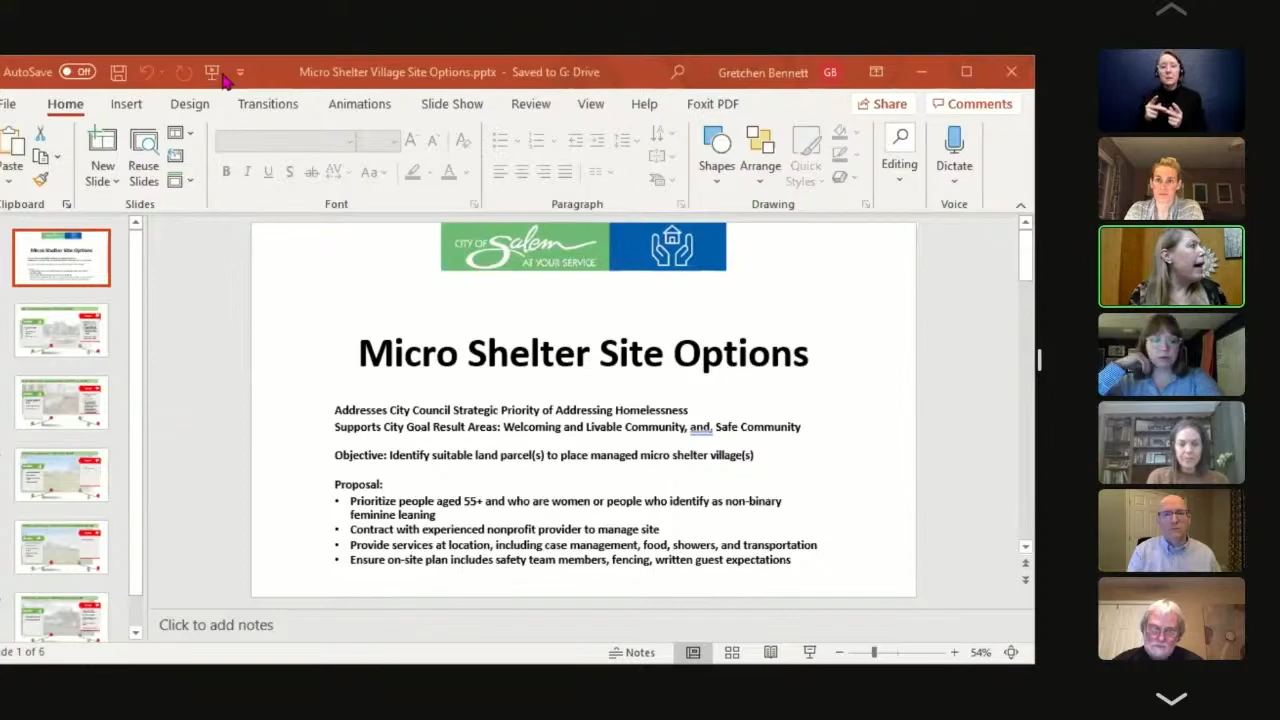 AutoSave Off
Micro Shelter Village Site Options.pptx - Saved to G: Drive
Gretchen Bennett GB
File Home Insert Design Transitions Animations Slide Show Review View Help Foxit PDF
Share Comments
Paste
New Slide
Reuse Slides
Shapes Arrange
Quick Styles
Editing
Dictate
B I U S ab AV Aa A
Clipboard Slides Font Paragraph Drawing Voice
CITY OF Salem
AT YOUR SERVICE
Micro Shelter Site Options
Addresses City Council Strategic Priority of Addressing Homelessness
Supports City Goal Result Areas: Welcoming and Livable Community, and, Safe Community
Objective: Identify suitable land parcel(s) to place managed micro shelter village(s)
Proposal:
• Prioritize people aged 55+ and who are women or people who identify as non-binary
feminine leaning
• Contract with experienced nonprofit provider to manage site
• Provide services at location, including case management, food, showers, and transportation
• Ensure on-site plan includes safety team members, fencing, written guest expectations
Click to add notes
de 1 of 6
Notes
54%